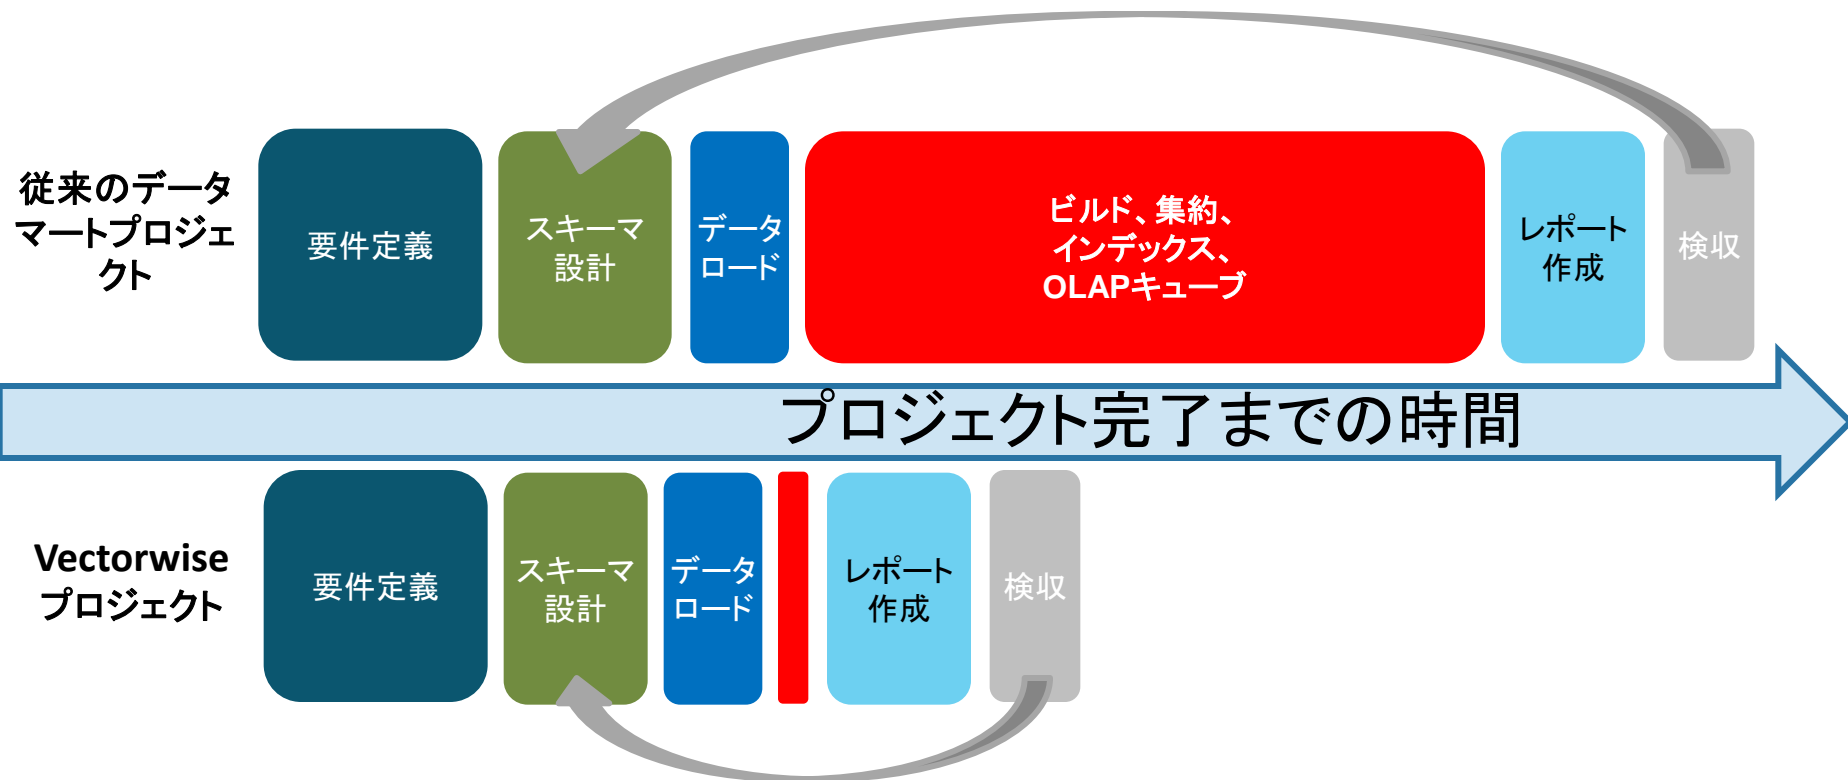 従来のデータ
マートプロジェ
クト
要件定義
スキーマ
設計
データ
ロード
ビルド、集約、
インデックス、
OLAPキューブ
レポート
作成
検収
プロジェクト完了までの時間
Vectorwise
プロジェクト
要件定義
スキーマ
設計
データ
ロード
レポート
作成
検収